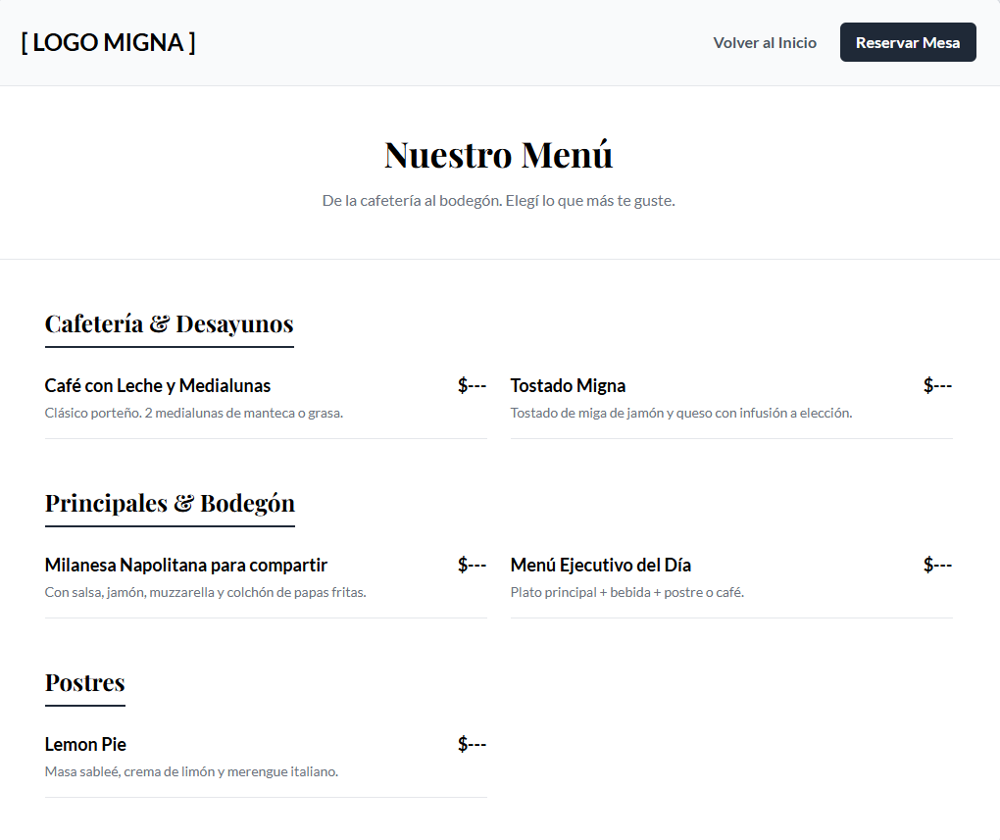 [ LOGO MIGNA ]
Volver al Inicio
Reservar Mesa
Nuestro Menú
De la cafetería al bodegón. Elegí lo que más te guste.
Cafetería & Desayunos
Café con Leche y Medialunas $---
Clásico porteño. 2 medialunas de manteca o grasa.
Tostado Migna $---
Tostado de miga de jamón y queso con infusión a elección.
Principales & Bodegón
Milanesa Napolitana para compartir $---
Con salsa, jamón, muzzarella y colchón de papas fritas.
Menú Ejecutivo del Día $---
Plato principal + bebida + postre o café.
Postres
Lemon Pie $---
Masa sableé, crema de limón y merengue italiano.